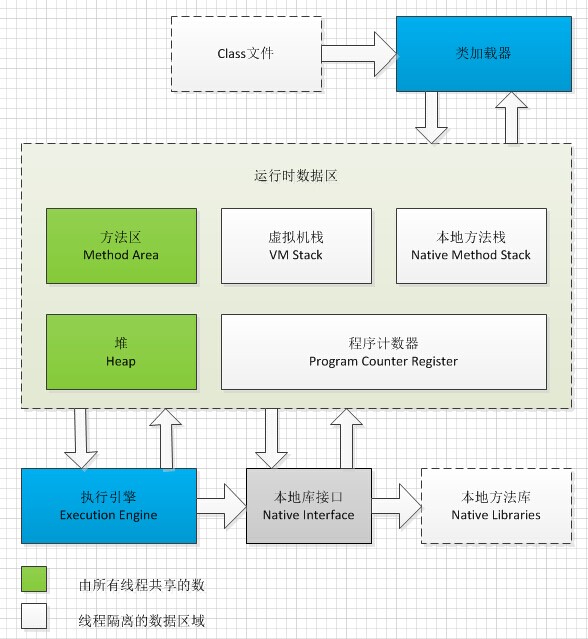 Class文件
类加载器
运行时数据区
方法区
Method Area
虚拟机栈
VM Stack
本地方法栈
Native Method Stack
堆
Heap
程序计数器
Program Counter Register
执行引擎
Execution Engine
本地库接口
Native Interface
本地方法库
Native Libraries
由所有线程共享的数
线程隔离的数据区域